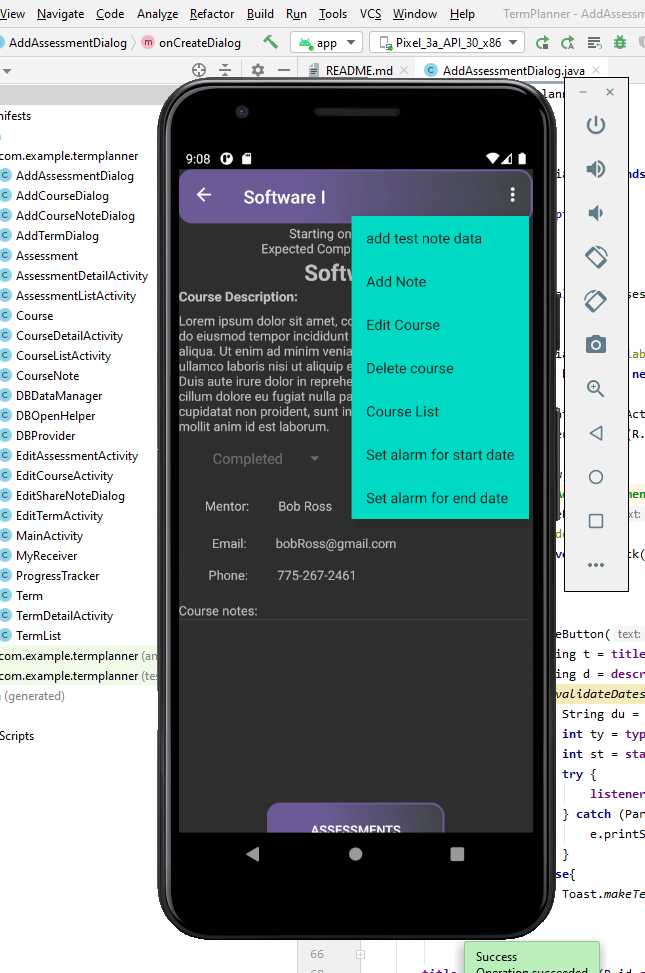 View Navigate Code Analyze Refactor Build Run Tools VCS Window Help TermPlanner - AddAssessm
AddAssessmentDialog onCreateDialog app Pixel_3a_API_30_x86
README.md AddAssessmentDialog.java
nifests
com.example.termplanner
AddAssessmentDialog
AddCourseDialog
AddCourseNoteDialog
AddTermDialog
Assessment
AssessmentDetailActivity
AssessmentListActivity
Course
CourseDetailActivity
CourseListActivity
CourseNote
DBDataManager
DBOpenHelper
DBProvider
EditAssessmentActivity
EditCourseActivity
EditShareNoteDialog
EditTermActivity
MainActivity
MyReceiver
ProgressTracker
Term
TermDetailActivity
TermList
com.example.termplanner (an
com.example.termplanner (tes
(generated)
Scripts
9:08
Software I
Starting on
Expected Comp
Softw
Course Description:
Lorem ipsum dolor sit amet, co
do eiusmod tempor incididunt
aliqua. Ut enim ad minim venia
ullamco laboris nisi ut aliquip e
Duis aute irure dolor in reprehe
cillum dolore eu fugiat nulla pa
cupidatat non proident, sunt in
mollit anim id est laborum.
Completed
Mentor: Bob Ross
Email: bobRoss@gmail.com
Phone: 775-267-2461
Course notes:
ASSESSMENTS
add test note data
Add Note
Edit Course
Delete course
Course List
Set alarm for start date
Set alarm for end date
eButton( text:
ng t = title
ng d = descr
validateDates
String du =
int ty = typ
int st = sta
try {
listener
} catch (Par
e.printS
}
se{
Toast.makeTe
66
68
title
Success
Operation succeeded